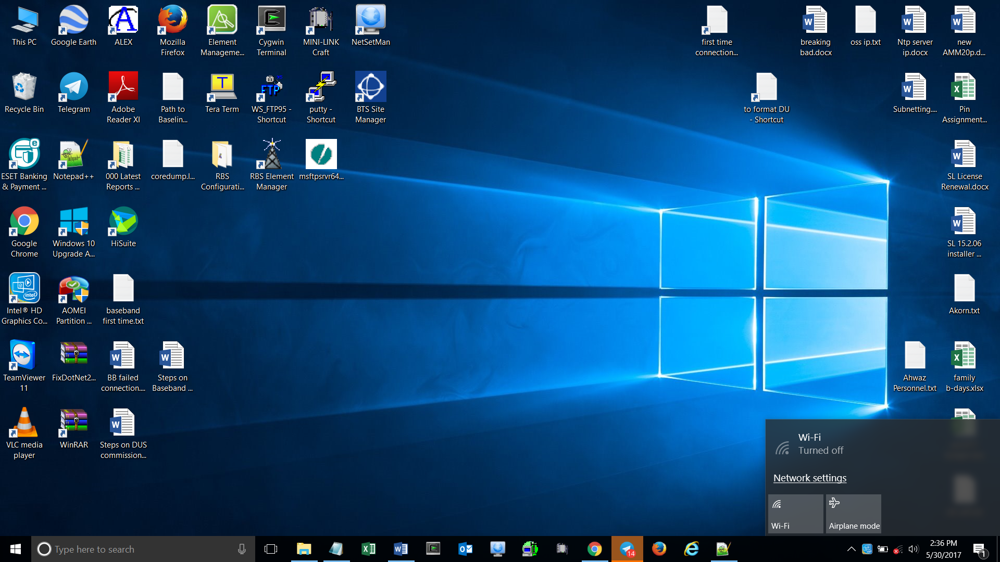 This PC
Google Earth
ALEX
Mozilla
Firefox
Element
Manageme...
Cygwin
Terminal
MINI-LINK
Craft
NetSetMan
first time
connection...
breaking
bad.docx
oss ip.txt
Ntp server
ip.docx
new
AMM20p.d...
Recycle Bin
Telegram
Adobe
Reader XI
Path to
Baselin...
T
Tera Term
FTP
WS_FTP95 -
Shortcut
putty -
Shortcut
BTS Site
Manager
to format DU
- Shortcut
Subnetting....
Pin
Assignment...
ESET Banking
& Payment ...
Notepad++
000 Latest
Reports ...
coredump.l...
RBS
Configurati...
RBS Element
Manager
msftpsrvr64...
SL License
Renewal.docx
Google
Chrome
Windows 10
Upgrade A...
HiSuite
SL 15.2.06
installer ...
intel
Intel® HD
Graphics Co...
AOMEI
Partition ...
baseband
first time.txt
Akorn.txt
TeamViewer
11
FixDotNet2...
BB failed
connection....
Steps on
Baseband ...
Ahwaz
Personnel.txt
family
b-days.xlsx
VLC media
player
WinRAR
Steps on DUS
commission...
Wi-Fi
Turned off
Network settings
Wi-Fi
Airplane mode
Type here to search
14
2:36 PM
5/30/2017
1